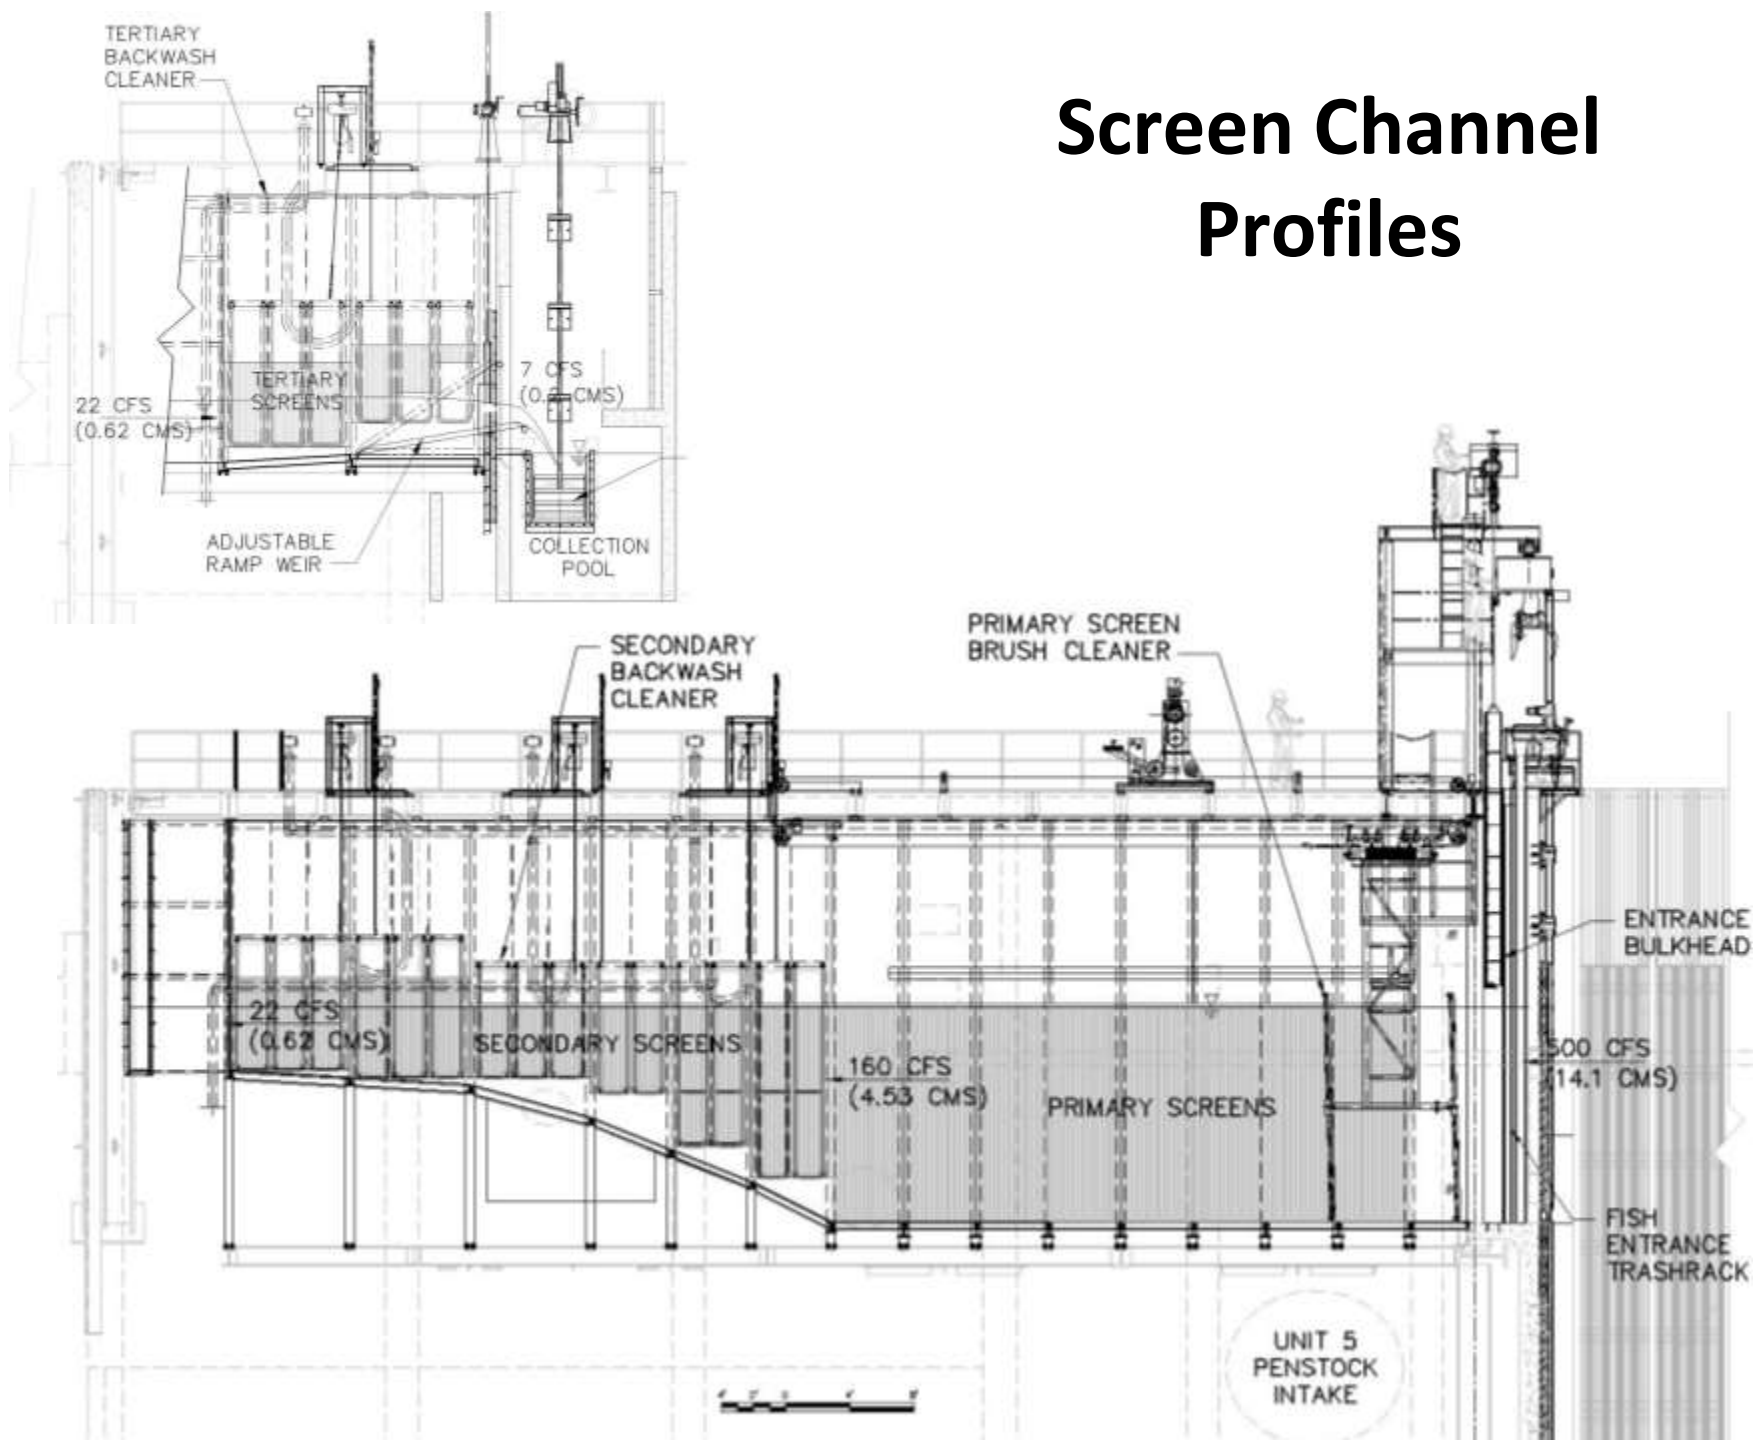 Screen Channel
Profiles
TERTIARY
BACKWASH
CLEANER
TERTIARY
SCREENS
7 CFS
22 CFS
(0.62 CMS)
ADJUSTABLE
RAMP WEIR
COLLECTION
POOL
SECONDARY
BACKWASH
CLEANER
PRIMARY SCREEN
BRUSH CLEANER
ENTRANCE
BULKHEAD
22 CFS
(0.62 CMS)
SECONDARY SCREENS
160 CFS
(4.53 CMS)
PRIMARY SCREENS
500 CFS
(14.1 CMS)
FISH
ENTRANCE
TRASHRACK
UNIT 5
PENSTOCK
INTAKE